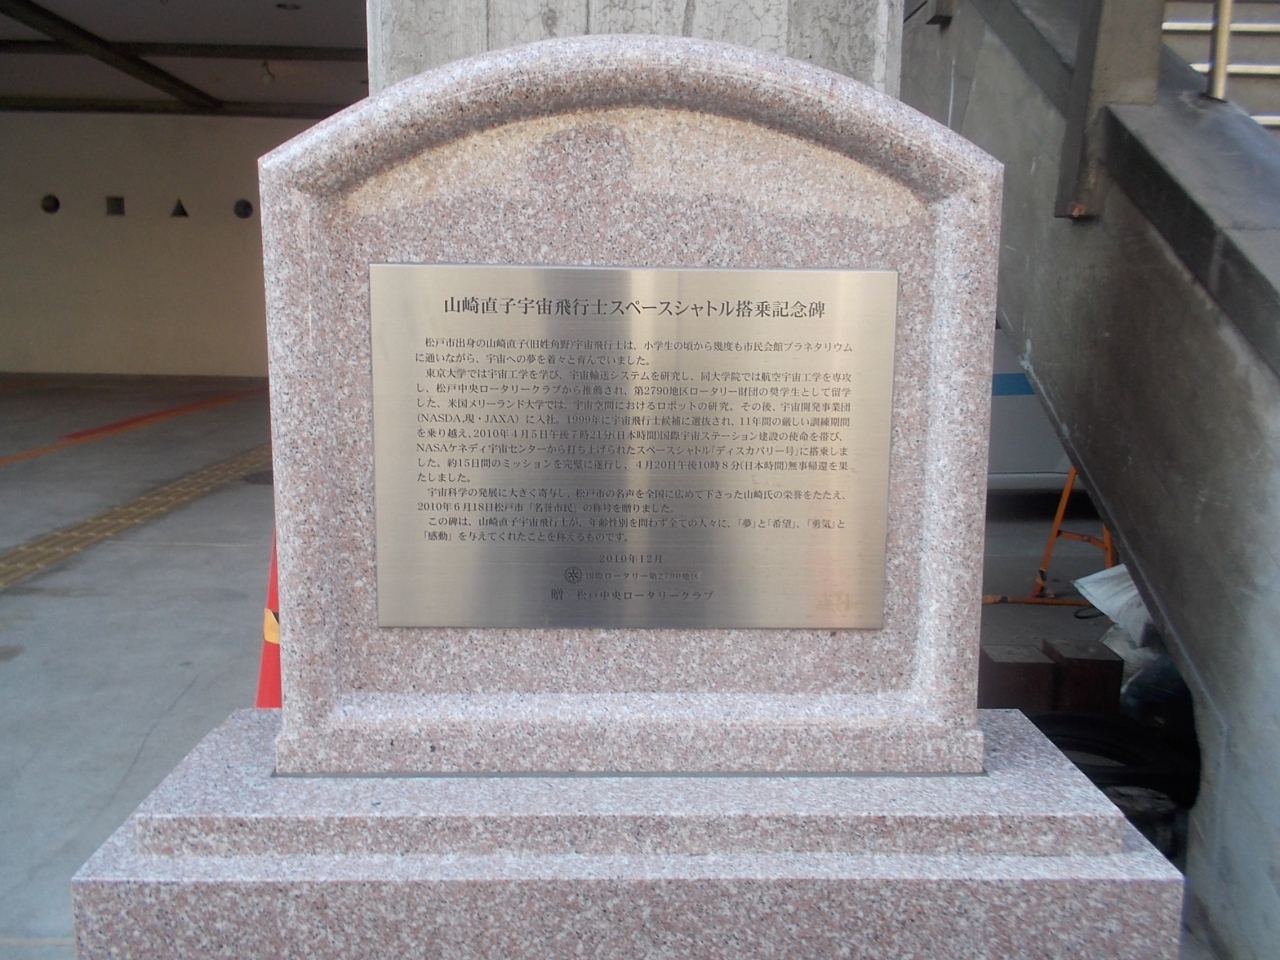 山崎直子宇宙飛行士スペースシャトル搭乗記念碑
松戸市出身の山崎直子(旧姓角野)宇宙飛行士は、小学生の頃から幾度も市民会館プラネタリウム
に通いながら、宇宙への夢を着々と育んでいました。
東京大学では宇宙工学を学び、宇宙輸送システムを研究し、同大学院では航空宇宙工学を専攻
し、松戸中央ロータリークラブから推薦され、第2790地区ロータリー財団の奨学生として留学
した、米国メリーランド大学では、宇宙空間におけるロボットの研究。その後、宇宙開発事業団
(NASDA,現・JAXA)に入社。1999年に宇宙飛行士候補に選抜され、11年間の厳しい訓練期間
を乗り越え、2010年4月5日午後7時21分(日本時間)国際宇宙ステーション建設の使命を帯び、
NASAケネディ宇宙センターから打ち上げられたスペースシャトル「ディスカバリー号」に搭乗しま
した。約15日間のミッションを完璧に遂行し、4月20日午後10時8分(日本時間)無事帰還を果
たしました。
宇宙科学の発展に大きく寄与し、松戸市の名声を全国に広めて下さった山崎氏の栄誉をたたえ、
2010年6月18日松戸市「名誉市民」の称号を贈りました。
この碑は、山崎直子宇宙飛行士が、年齢性別を問わず全ての人々に、「夢」と「希望」、「勇気」と
「感動」を与えてくれたことを称えるものです。
2010年12月
国際ロータリー第2790地区
贈 松戸中央ロータリークラブ